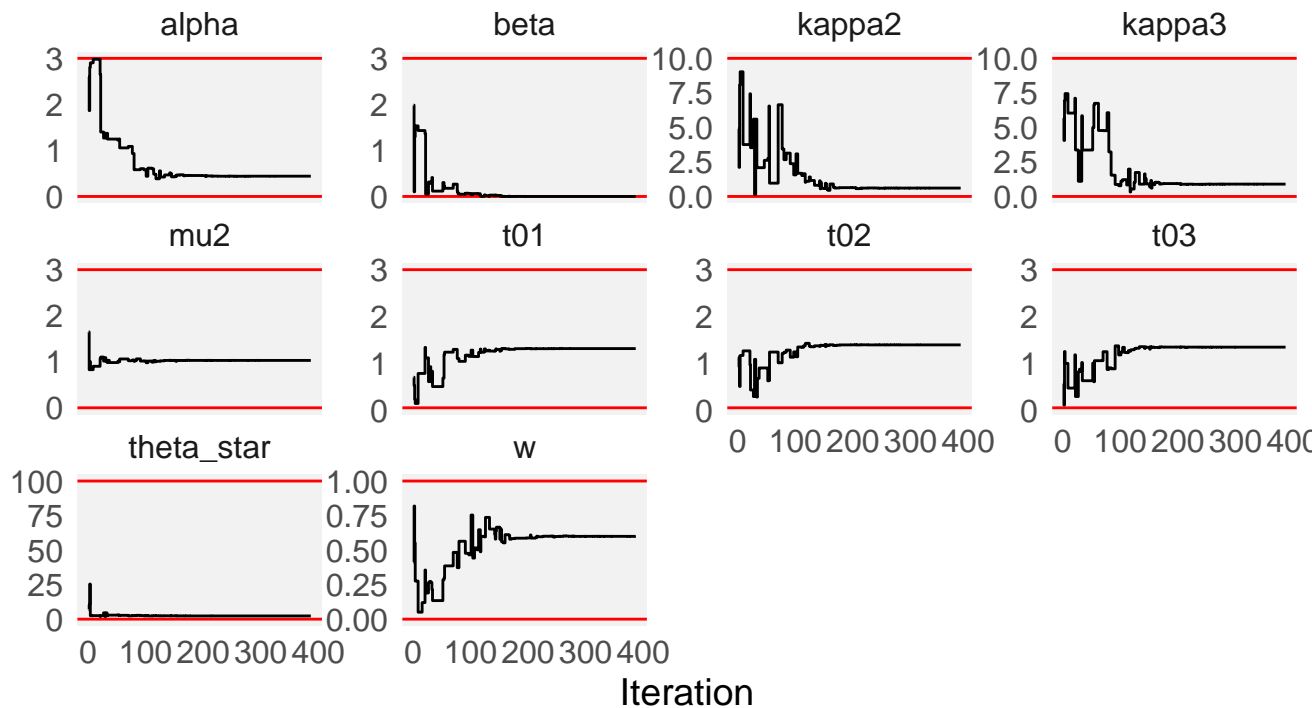 alpha beta kappa2 kappa3
3 3 10.0 10.0
2 2 7.5 7.5
1 1 5.0 5.0
2.5 2.5
0 0 0.0 0.0
mu2 t01 t02 t03
3 3 3 3
2 2 2 2
1 1 1 1
0 0 0 0
0 100 200 300 400 0 100 200 300 400
theta_star w
100 1.00
75 0.75
50 0.50
25 0.25
0 0.00
0 100 200 300 400 0 100 200 300 400
Iteration